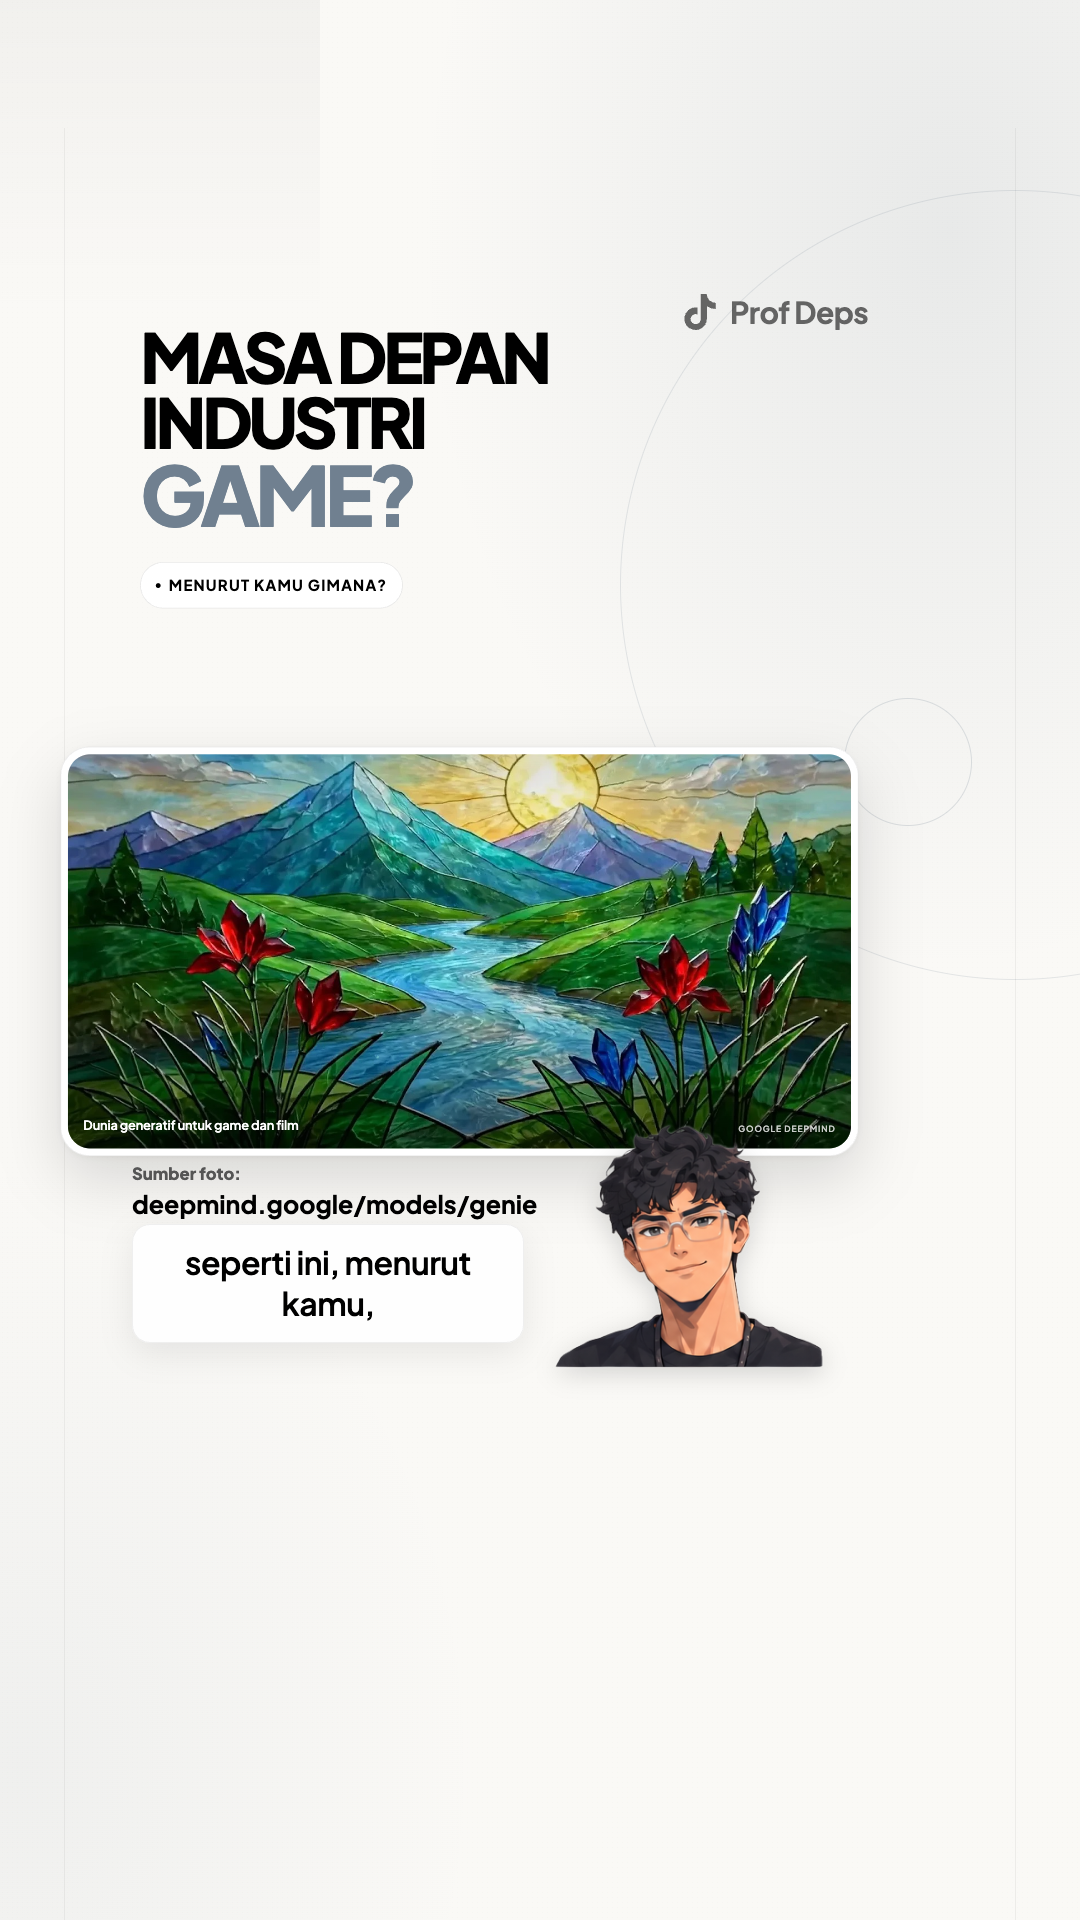 Prof Deps
MASA DEPAN
INDUSTRI
GAME?
• MENURUT KAMU GIMANA?
Dunia generatif untuk game dan film
GOOGLE DEEPMIND
Sumber foto:
deepmind.google/models/genie
seperti ini, menurut
kamu,